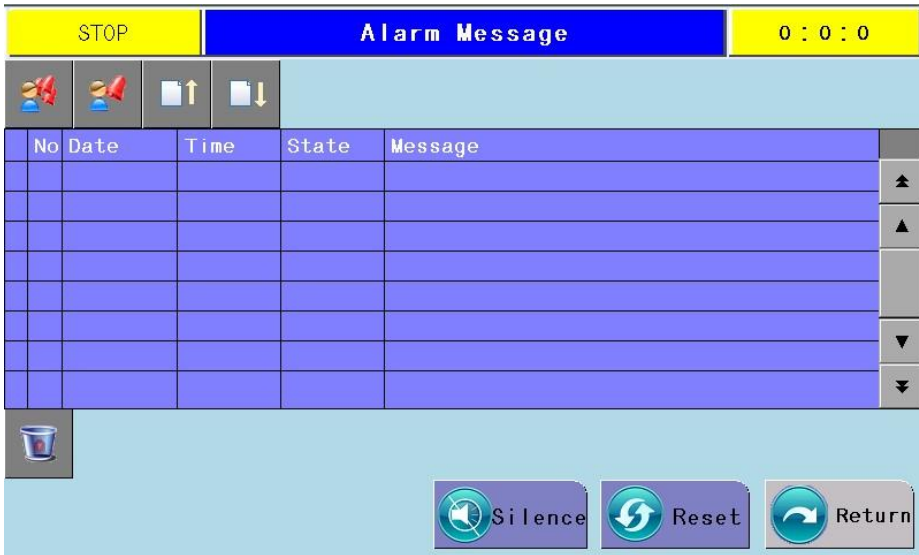 STOP Alarm Message 0:0:0
No Date Time State Message
Silence Reset Return